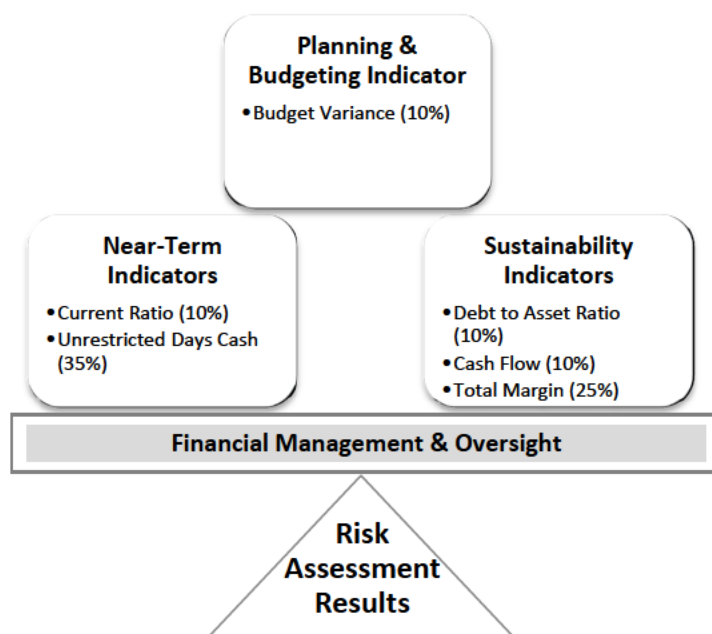 Planning &
Budgeting Indicator
•Budget Variance (10%)
Near-Term
Indicators
•Current Ratio (10%)
•Unrestricted Days Cash
(35%)
Sustainability
Indicators
•Debt to Asset Ratio
(10%)
•Cash Flow (10%)
•Total Margin (25%)
Financial Management & Oversight
Risk
Assessment
Results